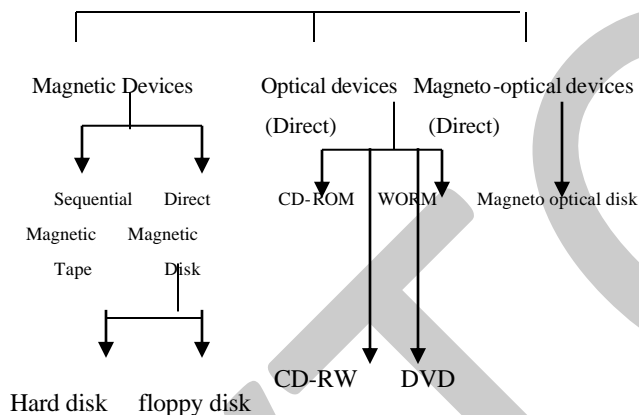 Magnetic Devices Optical devices Magneto-optical devices
(Direct) (Direct)
Sequential Direct CD-ROM WORM Magneto optical disk
Magnetic Magnetic
Tape Disk
CD-RW DVD
Hard disk floppy disk